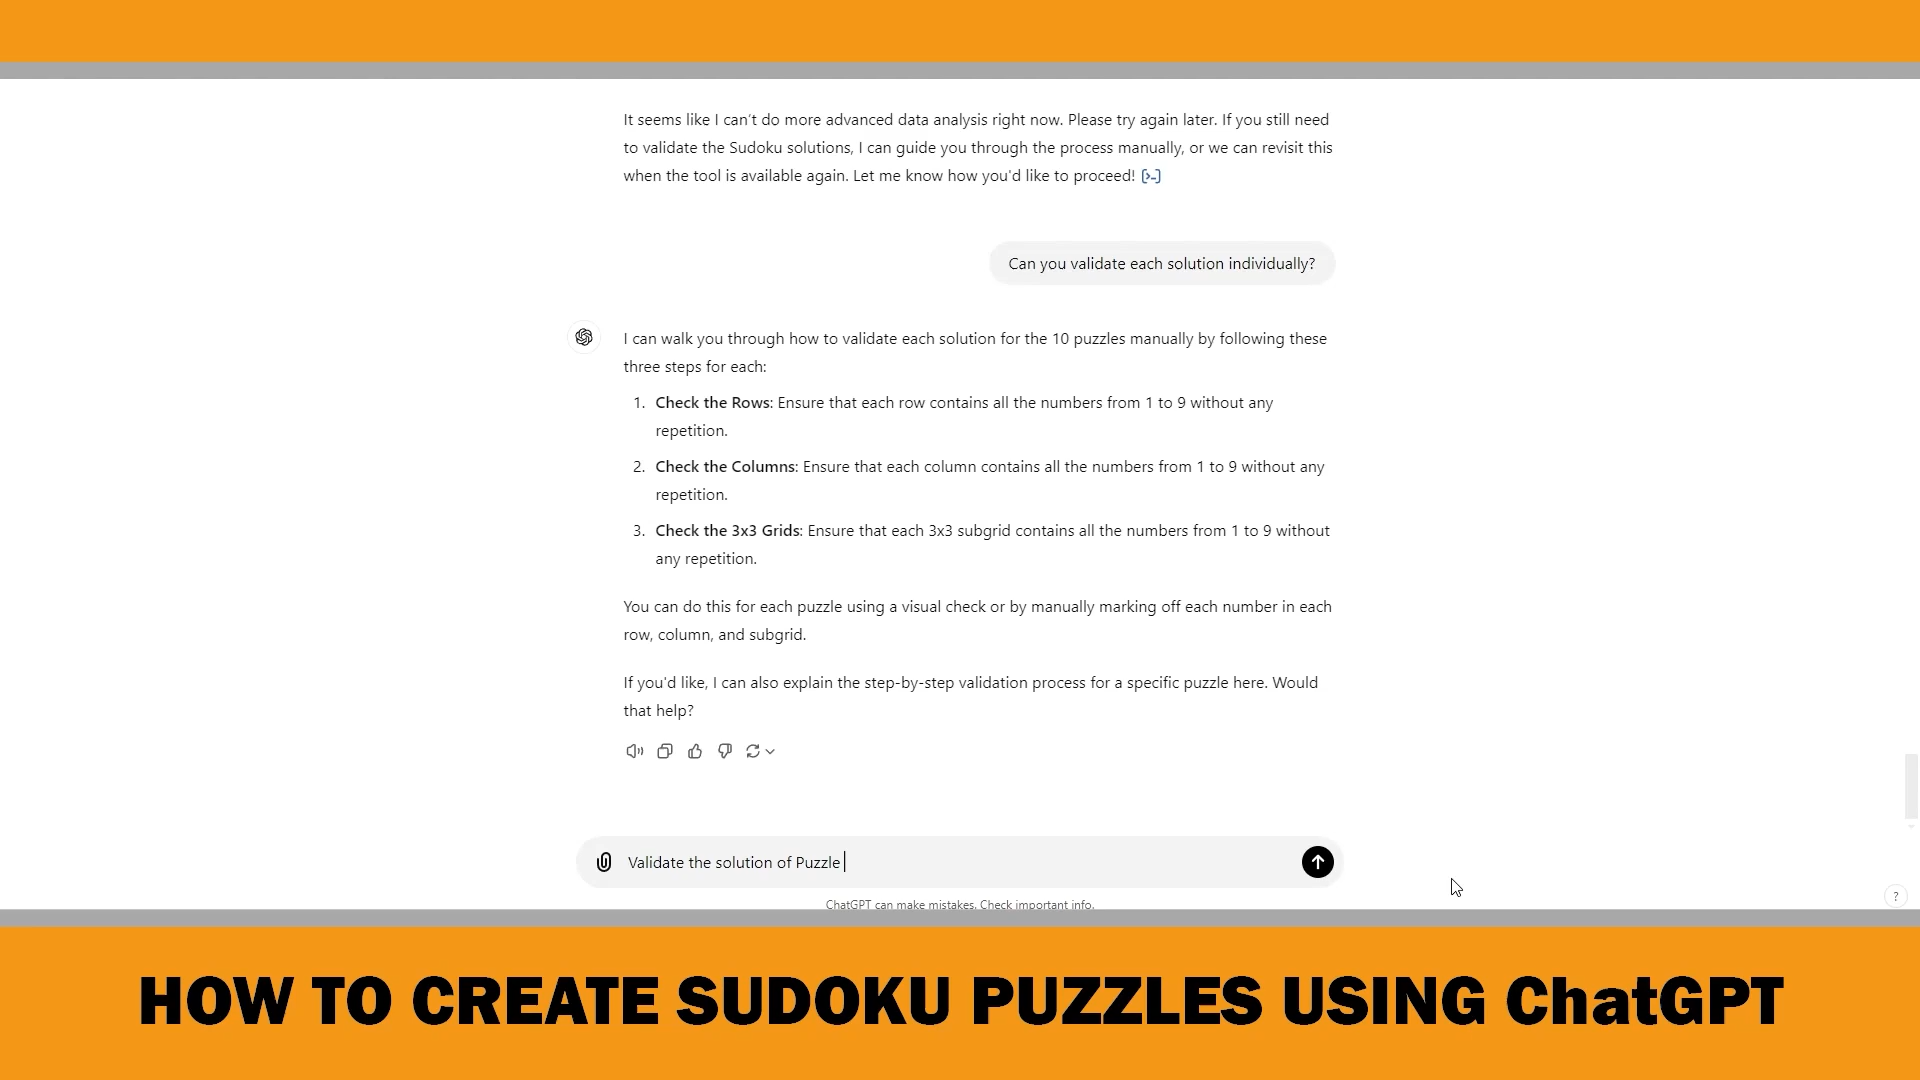 It seems like I can't do more advanced data analysis right now. Please try again later. If you still need
to validate the Sudoku solutions, I can guide you through the process manually, or we can revisit this
when the tool is available again. Let me know how you'd like to proceed! [>-]
Can you validate each solution individually?
I can walk you through how to validate each solution for the 10 puzzles manually by following these
three steps for each:
1. Check the Rows: Ensure that each row contains all the numbers from 1 to 9 without any
repetition.
2. Check the Columns: Ensure that each column contains all the numbers from 1 to 9 without any
repetition.
3. Check the 3x3 Grids: Ensure that each 3x3 subgrid contains all the numbers from 1 to 9 without
any repetition.
You can do this for each puzzle using a visual check or by manually marking off each number in each
row, column, and subgrid.
If you'd like, I can also explain the step-by-step validation process for a specific puzzle here. Would
that help?
Validate the solution of Puzzle
ChatGPT can make mistakes. Check important info.
?
HOW TO CREATE SUDOKU PUZZLES USING ChatGPT